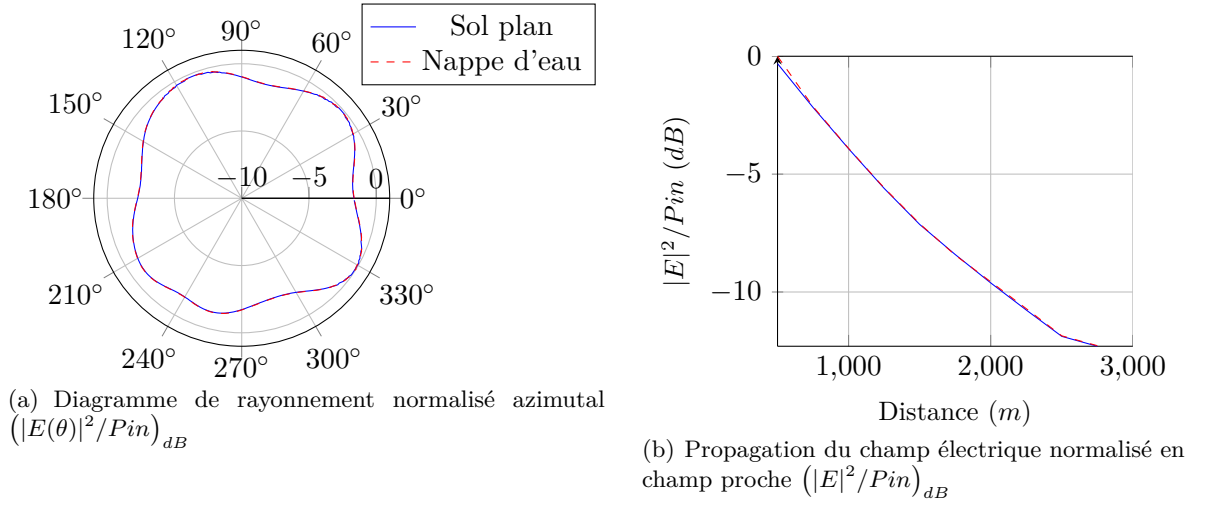 Sol plan
Nappe d'eau
90°
120°
60°
150°
30°
180°
−10
−5
0
0°
210°
330°
240°
270°
300°
(a) Diagramme de rayonnement normalisé azimutal
(|E(θ)|²/Pin)_dB
0
−5
−10
|E|²/Pin (dB)
1,000
2,000
3,000
Distance (m)
(b) Propagation du champ électrique normalisé en
champ proche (|E|²/Pin)_dB